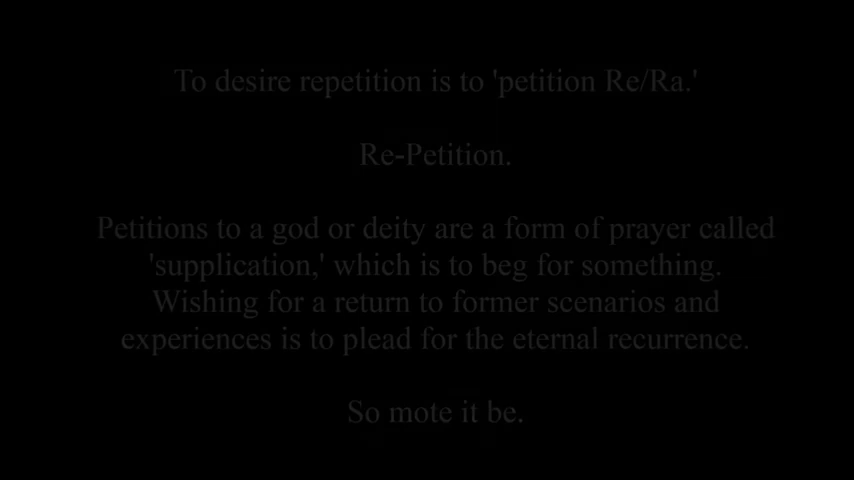 To desire repetition is to 'petition Re/Ra.'
Re-Petition.
Petitions to a god or deity are a form of prayer called
'supplication,' which is to beg for something.
Wishing for a return to former scenarios and
experiences is to plead for the eternal recurrence.
So mote it be.